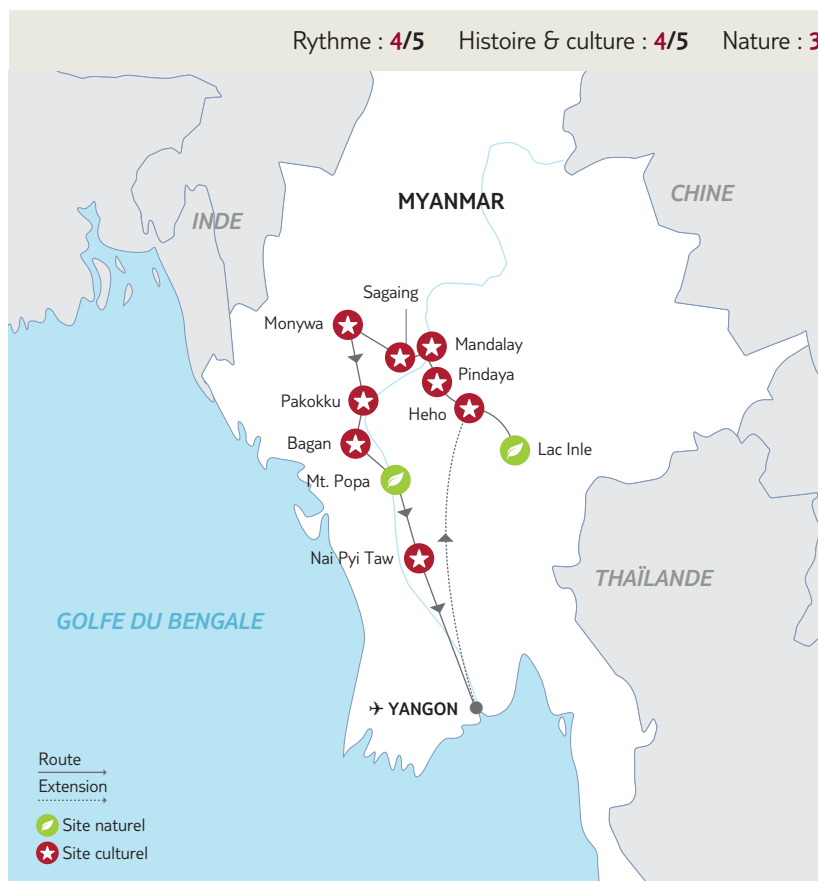 Rythme : 4/5 Histoire & culture : 4/5 Nature : 3
MYANMAR
CHINE
INDE
Sagaing
Monywa
Mandalay
Pindaya
Pakokku
Heho
Bagan
Lac Inle
Mt. Popa
Nai Pyi Taw
THAÏLANDE
GOLFE DU BENGALE
YANGON
Route
Extension
Site naturel
Site culturel